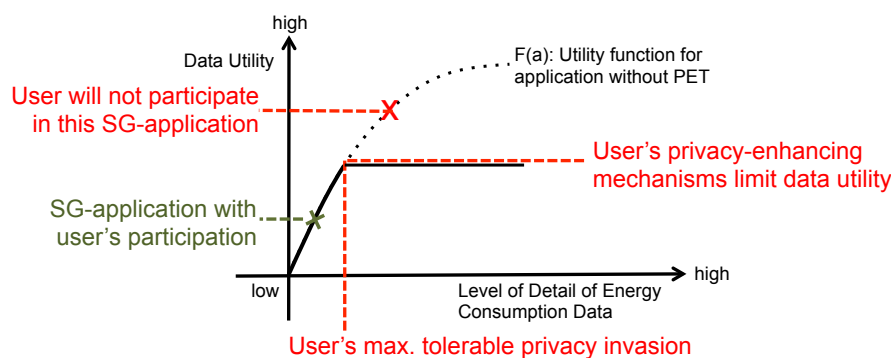 high
Data Utility
F(a): Utility function for
application without PET
User will not participate
in this SG-application
X
User’s privacy-enhancing
mechanisms limit data utility
SG-application with
user’s participation
high
low
Level of Detail of Energy
Consumption Data
User’s max. tolerable privacy invasion